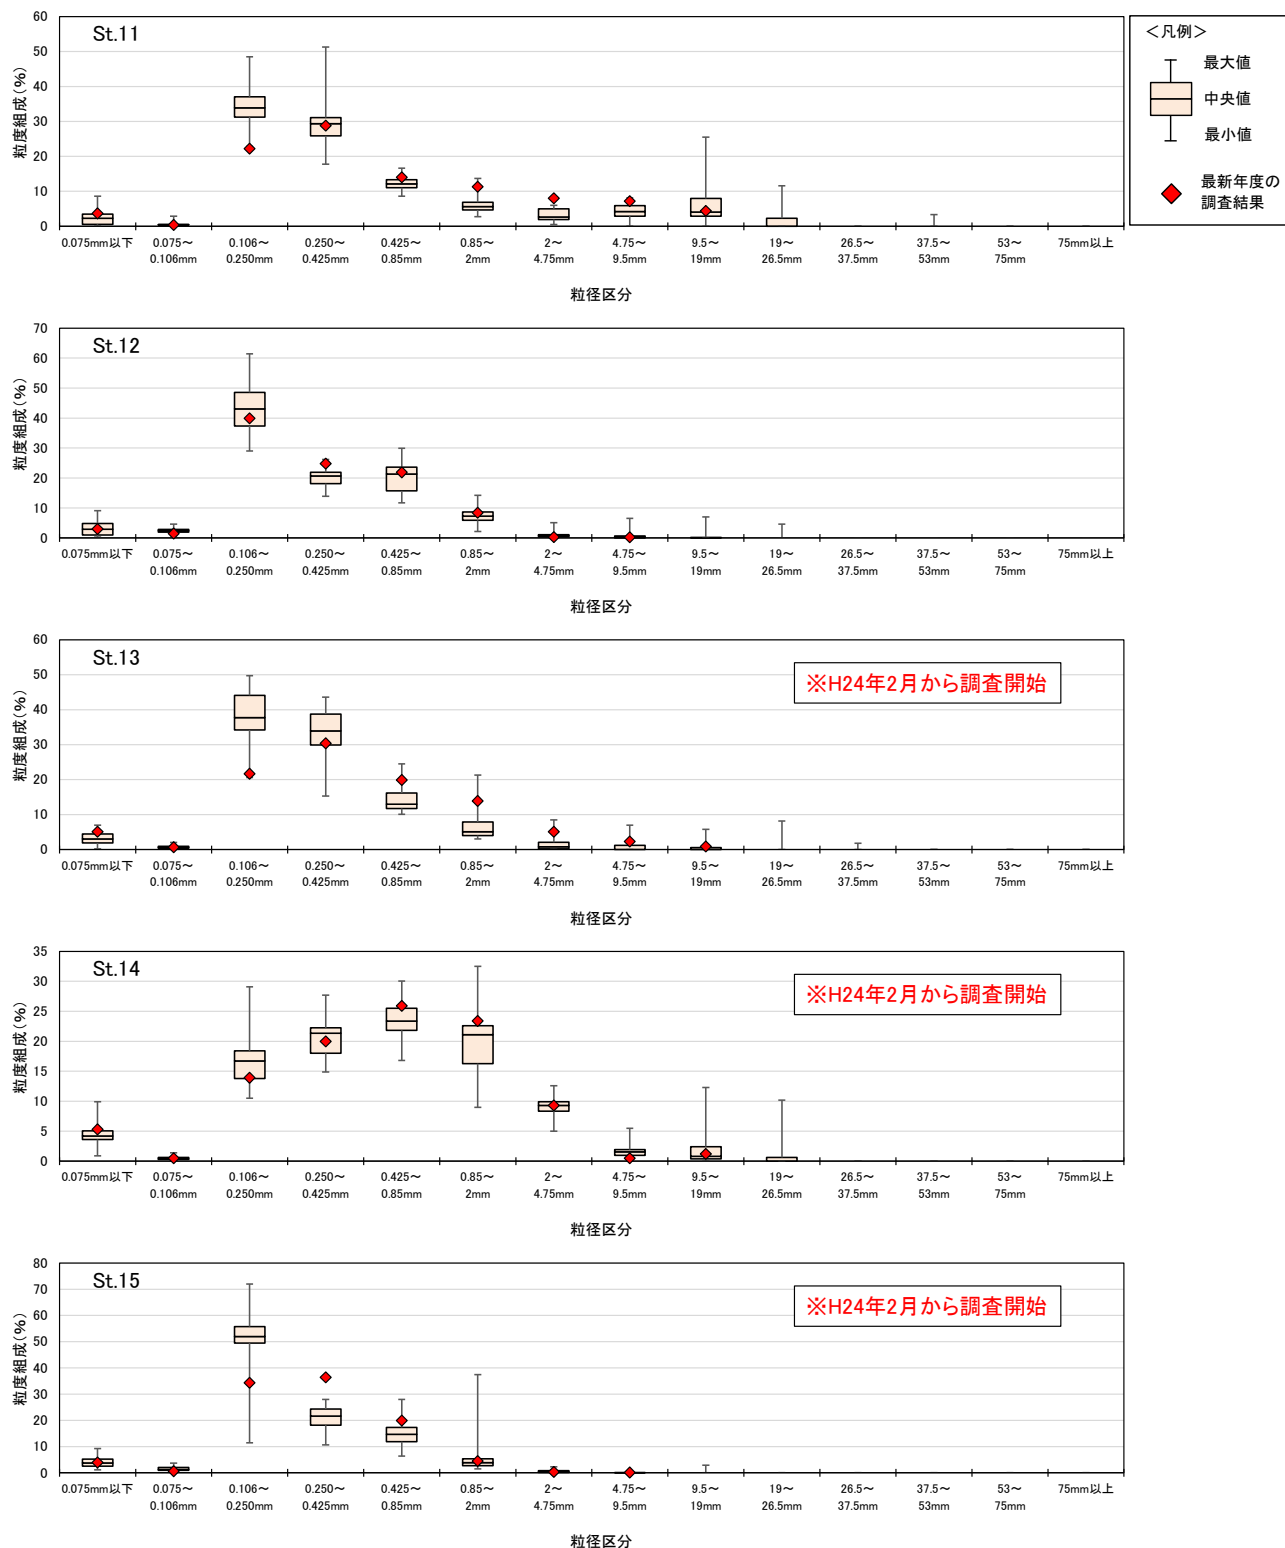 St.11
粒度組成(%)
60
50
40
30
20
10
0
0.075mm以下 0.075～ 0.106～ 0.250～ 0.425～ 0.85～ 2～ 4.75～ 9.5～ 19～ 26.5～ 37.5～ 53～ 75mm以上
0.106mm 0.250mm 0.425mm 0.85mm 2mm 4.75mm 9.5mm 19mm 26.5mm 37.5mm 53mm 75mm
粒径区分
＜凡例＞
最大値
中央値
最小値
最新年度の
調査結果
St.12
粒度組成(%)
70
60
50
40
30
20
10
0
0.075mm以下 0.075～ 0.106～ 0.250～ 0.425～ 0.85～ 2～ 4.75～ 9.5～ 19～ 26.5～ 37.5～ 53～ 75mm以上
0.106mm 0.250mm 0.425mm 0.85mm 2mm 4.75mm 9.5mm 19mm 26.5mm 37.5mm 53mm 75mm
粒径区分
St.13
※H24年2月から調査開始
粒度組成(%)
60
50
40
30
20
10
0
0.075mm以下 0.075～ 0.106～ 0.250～ 0.425～ 0.85～ 2～ 4.75～ 9.5～ 19～ 26.5～ 37.5～ 53～ 75mm以上
0.106mm 0.250mm 0.425mm 0.85mm 2mm 4.75mm 9.5mm 19mm 26.5mm 37.5mm 53mm 75mm
粒径区分
St.14
※H24年2月から調査開始
粒度組成(%)
35
30
25
20
15
10
5
0
0.075mm以下 0.075～ 0.106～ 0.250～ 0.425～ 0.85～ 2～ 4.75～ 9.5～ 19～ 26.5～ 37.5～ 53～ 75mm以上
0.106mm 0.250mm 0.425mm 0.85mm 2mm 4.75mm 9.5mm 19mm 26.5mm 37.5mm 53mm 75mm
粒径区分
St.15
※H24年2月から調査開始
粒度組成(%)
80
70
60
50
40
30
20
10
0
0.075mm以下 0.075～ 0.106～ 0.250～ 0.425～ 0.85～ 2～ 4.75～ 9.5～ 19～ 26.5～ 37.5～ 53～ 75mm以上
0.106mm 0.250mm 0.425mm 0.85mm 2mm 4.75mm 9.5mm 19mm 26.5mm 37.5mm 53mm 75mm
粒径区分